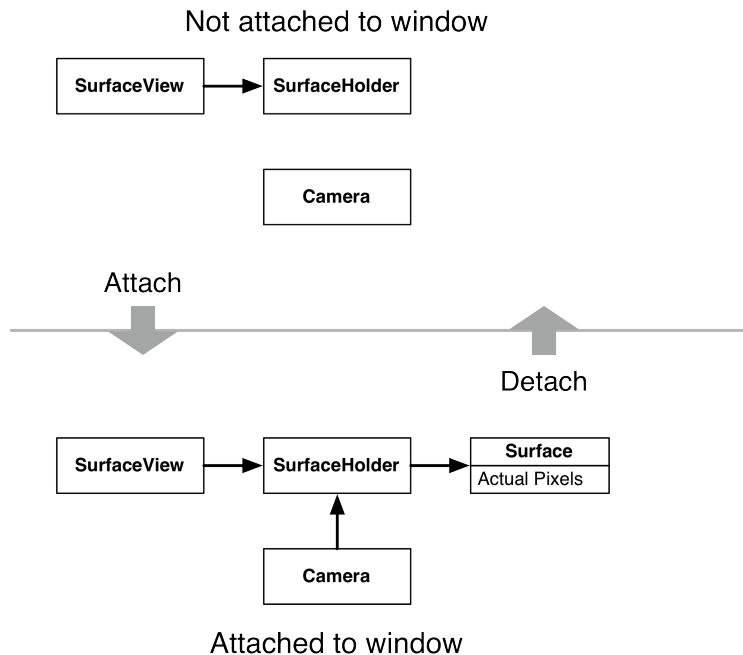 Not attached to window
SurfaceView
SurfaceHolder
Camera
Attach
Detach
SurfaceView
SurfaceHolder
Surface
Actual Pixels
Camera
Attached to window